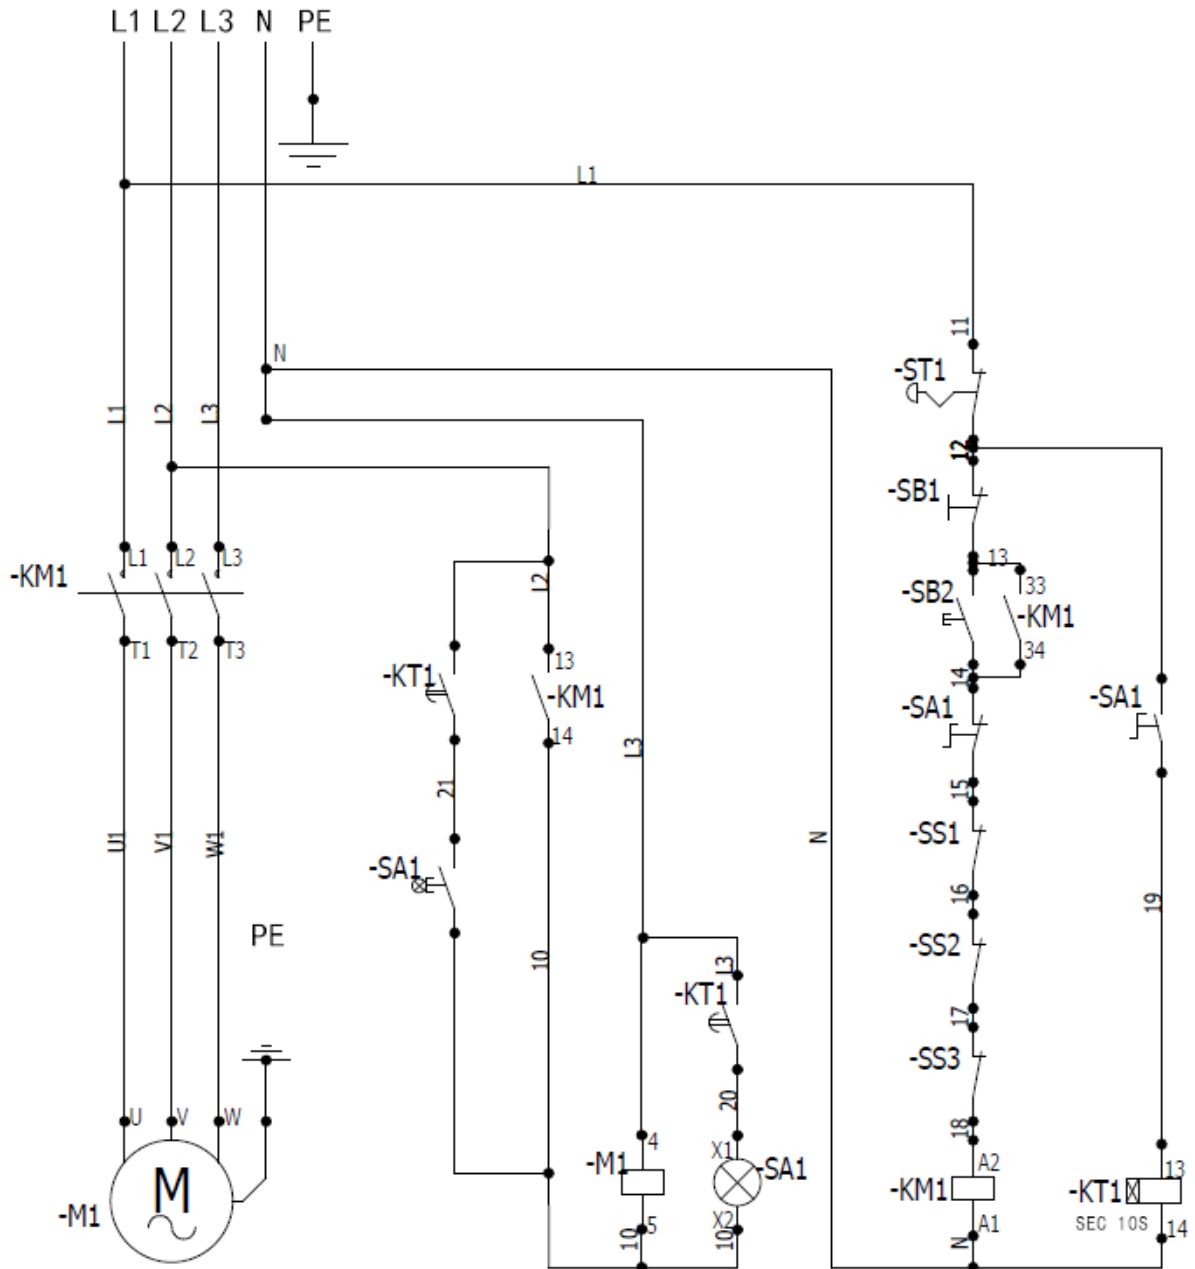 L1 L2 L3 N PE
L1
11
N
-ST1
L1
L2
L3
12
-SB1
L1
L2
L3
-KM1
L2
13
33
-SB2
-KM1
T1
T2
T3
13
34
-KT1
-KM1
14
-SA1
-SA1
14
L3
21
15
U1
V1
W1
N
-SS1
-SA1
16
19
PE
-SS2
10
L3
-KT1
17
-SS3
20
U
V
W
18
4
X1
M
-M1
-SA1
A2
13
-KM1
-KT1
-M1
X2
SEC 10S
10
5
10
A1
N
14